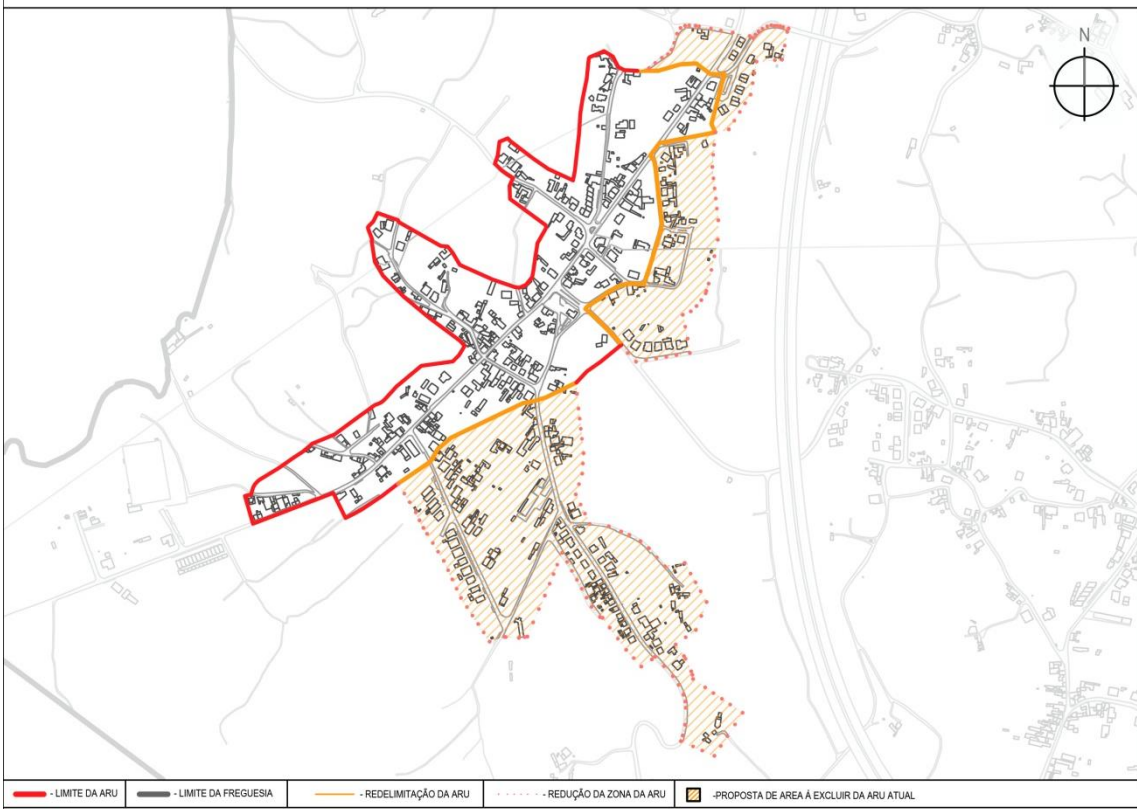 N
- LIMITE DA ARU
- LIMITE DA FREGUESIA
- REDELIMITAÇÃO DA ARU
- REDUÇÃO DA ZONA DA ARU
-PROPOSTA DE AREA À EXCLUIR DA ARU ATUAL